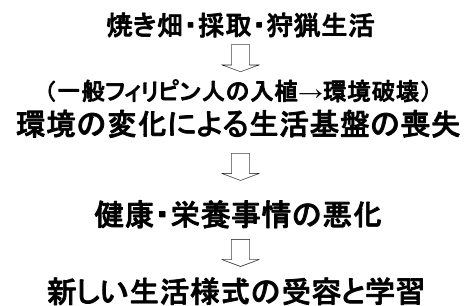 焼き畑・採取・狩猟生活
（一般フィリピン人の入植→環境破壊）
環境の変化による生活基盤の喪失
健康・栄養事情の悪化
新しい生活様式の受容と学習